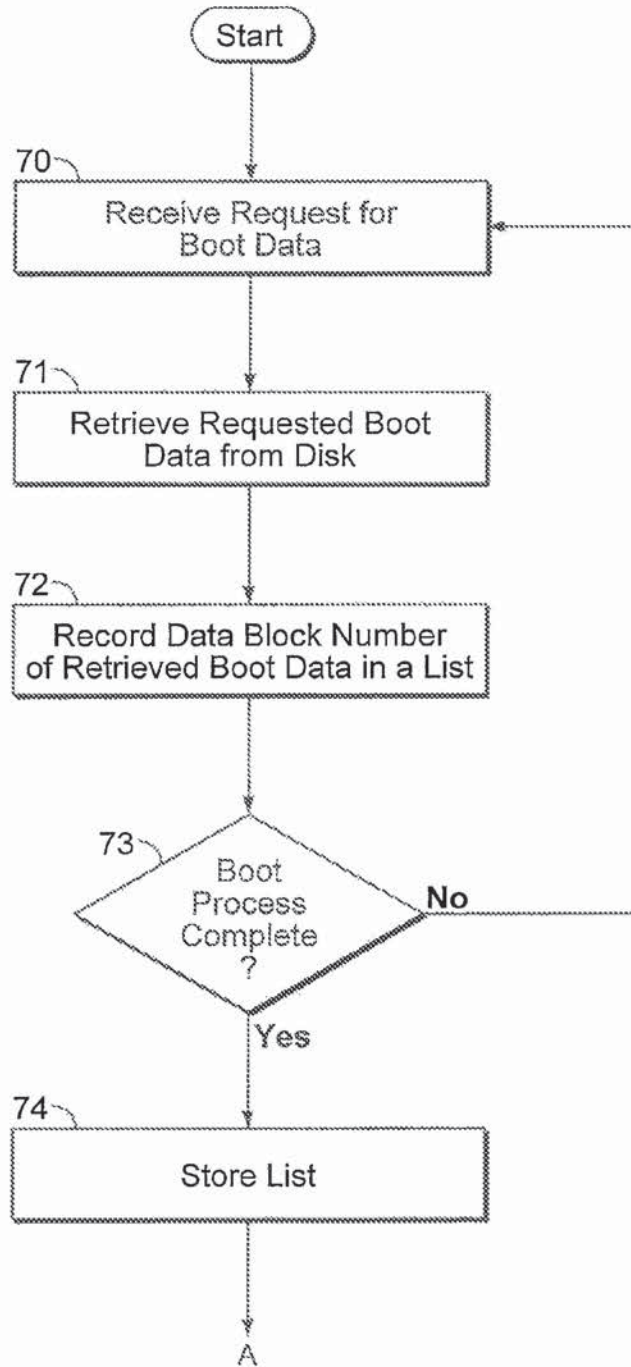 Start
70
Receive Request for
Boot Data
71
Retrieve Requested Boot
Data from Disk
72
Record Data Block Number
of Retrieved Boot Data in a List
73
Boot
Process
Complete
?
No
Yes
74
Store List
A